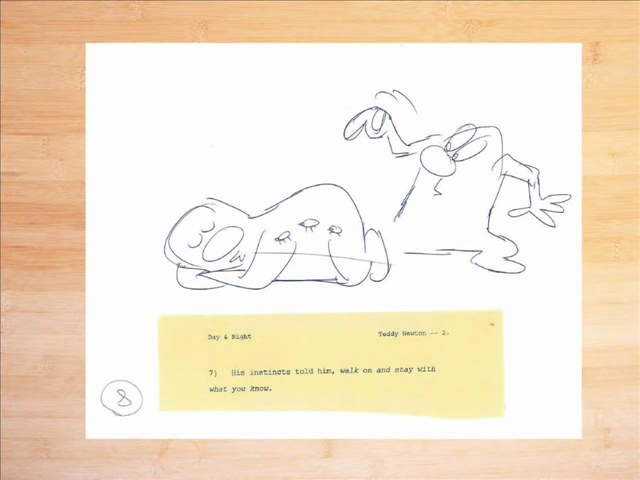 Day & Night Teddy Newton -- 2.
7) His instincts told him, walk on and stay with
what you know.
8